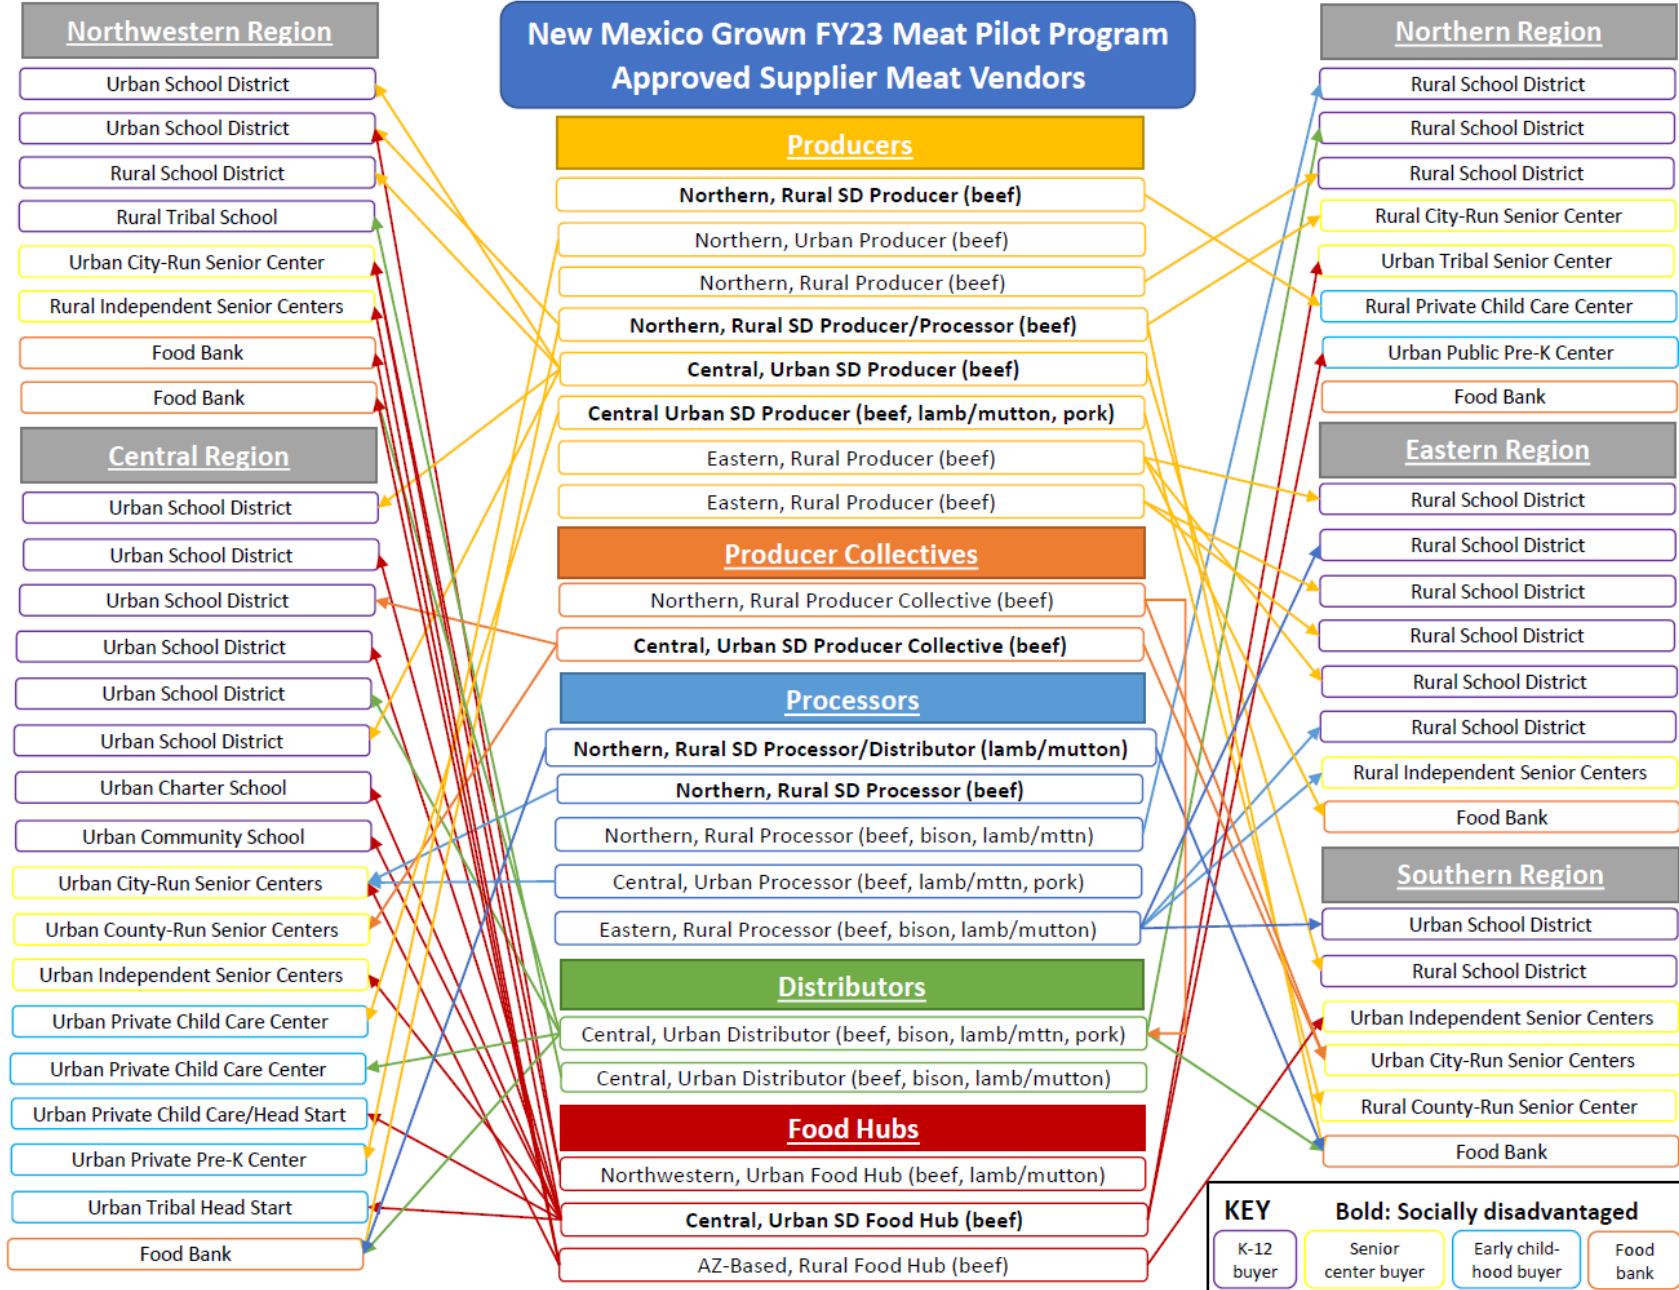 New Mexico Grown FY23 Meat Pilot Program
Approved Supplier Meat Vendors
Northwestern Region
Urban School District
Urban School District
Rural School District
Rural Tribal School
Urban City-Run Senior Center
Rural Independent Senior Centers
Food Bank
Food Bank
Central Region
Urban School District
Urban School District
Urban School District
Urban School District
Urban School District
Urban School District
Urban Charter School
Urban Community School
Urban City-Run Senior Centers
Urban County-Run Senior Centers
Urban Independent Senior Centers
Urban Private Child Care Center
Urban Private Child Care Center
Urban Private Child Care/Head Start
Urban Private Pre-K Center
Urban Tribal Head Start
Food Bank
Producers
Northern, Rural SD Producer (beef)
Northern, Urban Producer (beef)
Northern, Rural Producer (beef)
Northern, Rural SD Producer/Processor (beef)
Central, Urban SD Producer (beef)
Central Urban SD Producer (beef, lamb/mutton, pork)
Eastern, Rural Producer (beef)
Eastern, Rural Producer (beef)
Producer Collectives
Northern, Rural Producer Collective (beef)
Central, Urban SD Producer Collective (beef)
Processors
Northern, Rural SD Processor/Distributor (lamb/mutton)
Northern, Rural SD Processor (beef)
Northern, Rural Processor (beef, bison, lamb/mttn)
Central, Urban Processor (beef, lamb/mttn, pork)
Eastern, Rural Processor (beef, bison, lamb/mutton)
Distributors
Central, Urban Distributor (beef, bison, lamb/mttn, pork)
Central, Urban Distributor (beef, bison, lamb/mutton)
Food Hubs
Northwestern, Urban Food Hub (beef, lamb/mutton)
Central, Urban SD Food Hub (beef)
AZ-Based, Rural Food Hub (beef)
Northern Region
Rural School District
Rural School District
Rural School District
Rural City-Run Senior Center
Urban Tribal Senior Center
Rural Private Child Care Center
Urban Public Pre-K Center
Food Bank
Eastern Region
Rural School District
Rural School District
Rural School District
Rural School District
Rural School District
Rural School District
Rural Independent Senior Centers
Food Bank
Southern Region
Urban School District
Rural School District
Urban Independent Senior Centers
Urban City-Run Senior Centers
Rural County-Run Senior Center
Food Bank
KEY
Bold: Socially disadvantaged
K-12
buyer
Senior
center buyer
Early child-
hood buyer
Food
bank